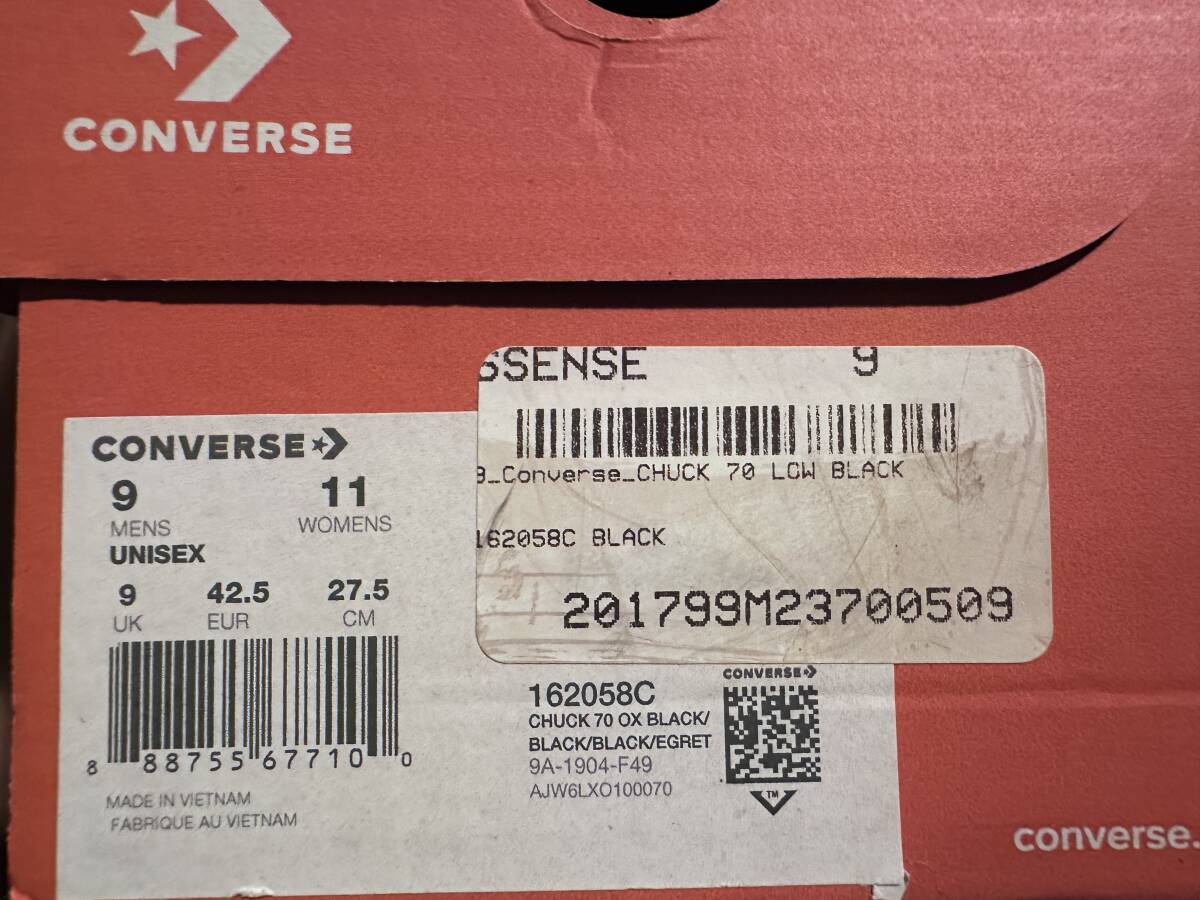 CONVERSE
SSENSE 9
9_Converse_CHUCK 70 LOW BLACK
162058C BLACK
201799M23700509
CONVERSE
9 11
MENS WOMENS
UNISEX
9 42.5 27.5
UK EUR CM
8 88755 67710 0
MADE IN VIETNAM
FABRIQUE AU VIETNAM
CONVERSE
162058C
CHUCK 70 OX BLACK/
BLACK/BLACK/EGRET
9A-1904-F49
AJW6LXO100070
TM
converse.